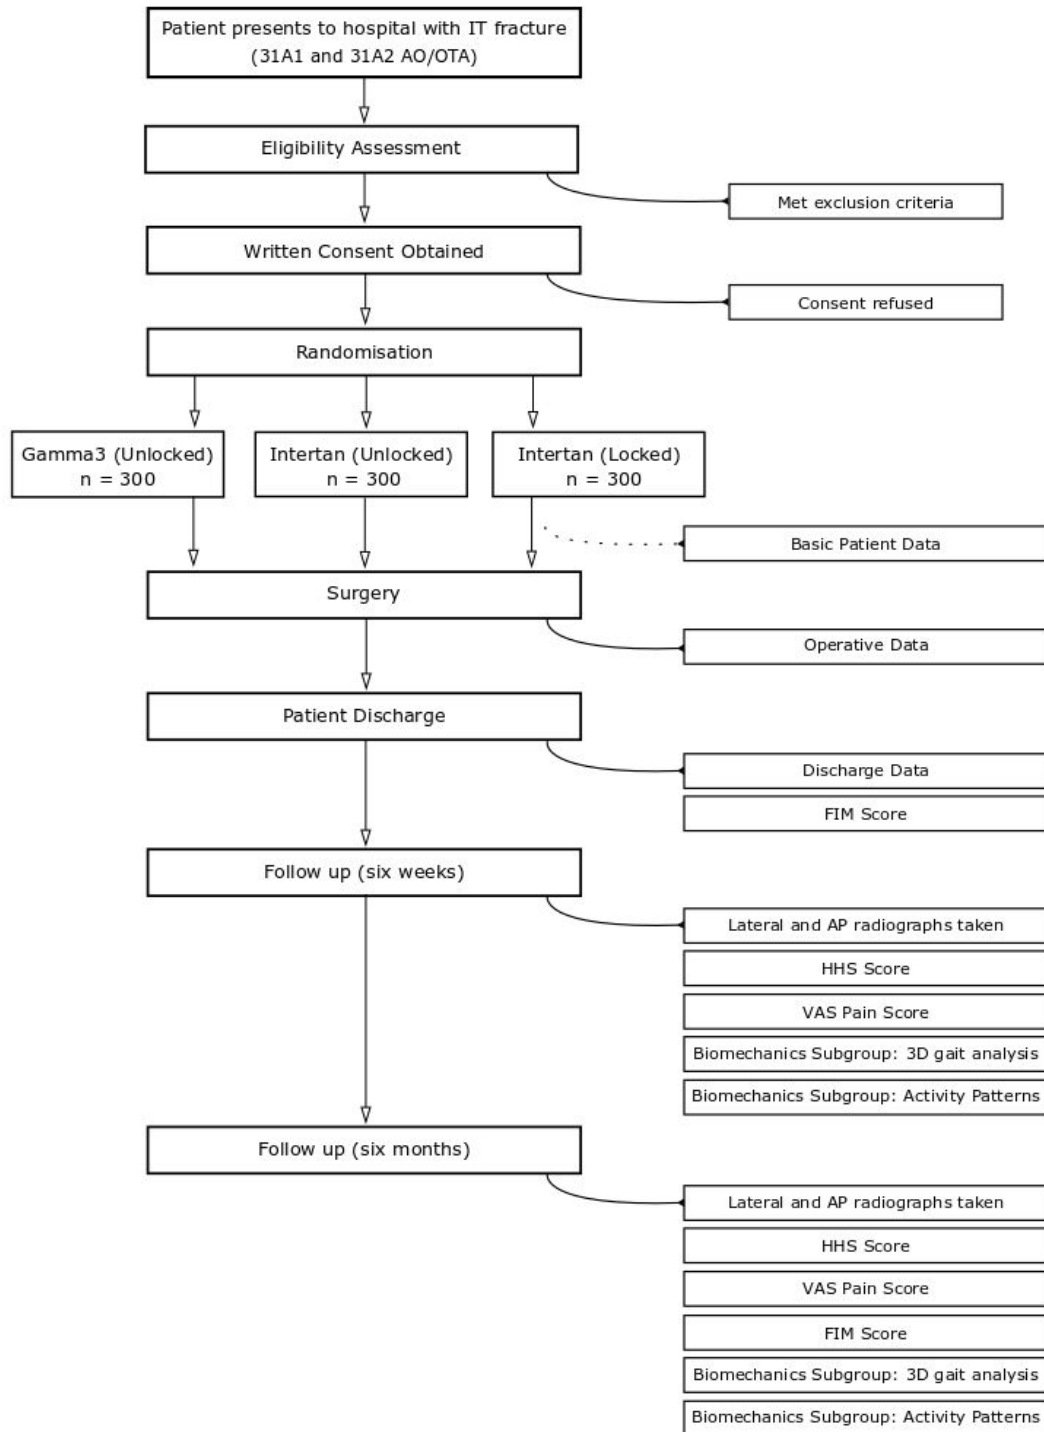 Patient presents to hospital with IT fracture
(31A1 and 31A2 AO/OTA)
Eligibility Assessment
Met exclusion criteria
Written Consent Obtained
Consent refused
Randomisation
Gamma3 (Unlocked)
n = 300
Intertan (Unlocked)
n = 300
Intertan (Locked)
n = 300
Basic Patient Data
Surgery
Operative Data
Patient Discharge
Discharge Data
FIM Score
Follow up (six weeks)
Lateral and AP radiographs taken
HHS Score
VAS Pain Score
Biomechanics Subgroup: 3D gait analysis
Biomechanics Subgroup: Activity Patterns
Follow up (six months)
Lateral and AP radiographs taken
HHS Score
VAS Pain Score
FIM Score
Biomechanics Subgroup: 3D gait analysis
Biomechanics Subgroup: Activity Patterns